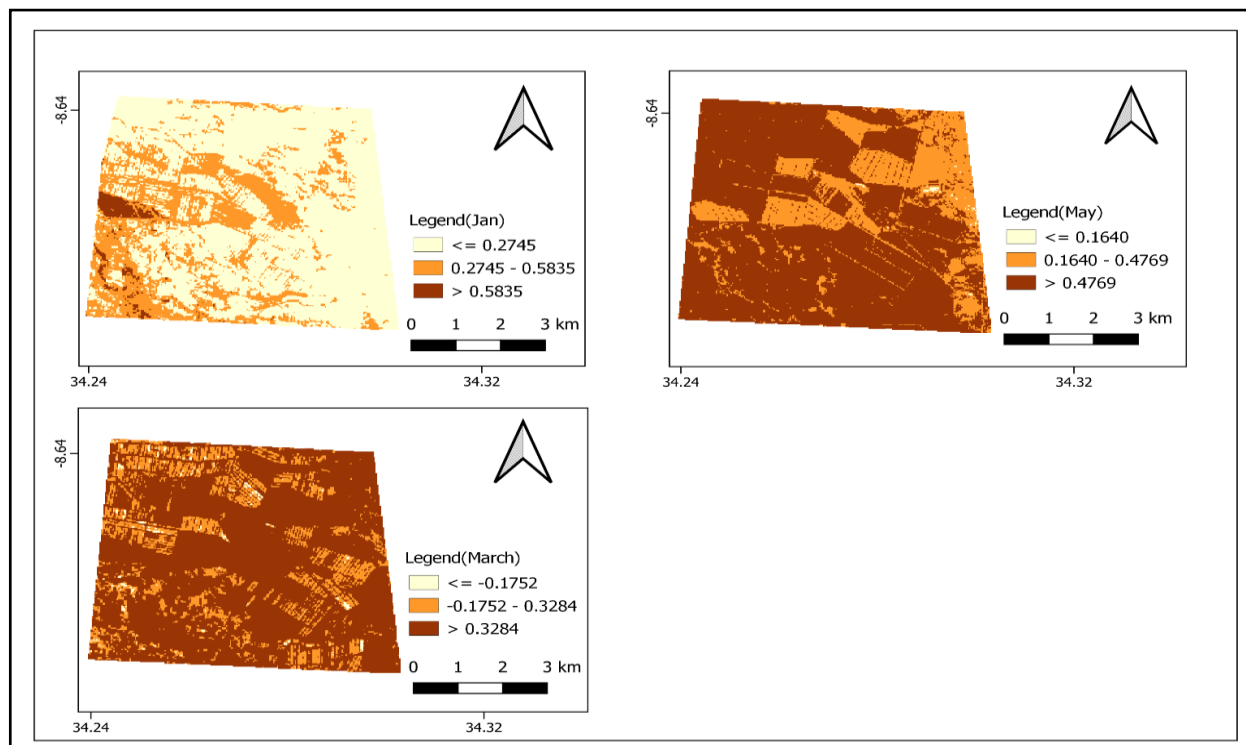 -8.64
Legend(Jan)
<= 0.2745
0.2745 - 0.5835
> 0.5835
0 1 2 3 km
34.24 34.32
-8.64
Legend(May)
<= 0.1640
0.1640 - 0.4769
> 0.4769
0 1 2 3 km
34.24 34.32
-8.64
Legend(March)
<= -0.1752
-0.1752 - 0.3284
> 0.3284
0 1 2 3 km
34.24 34.32